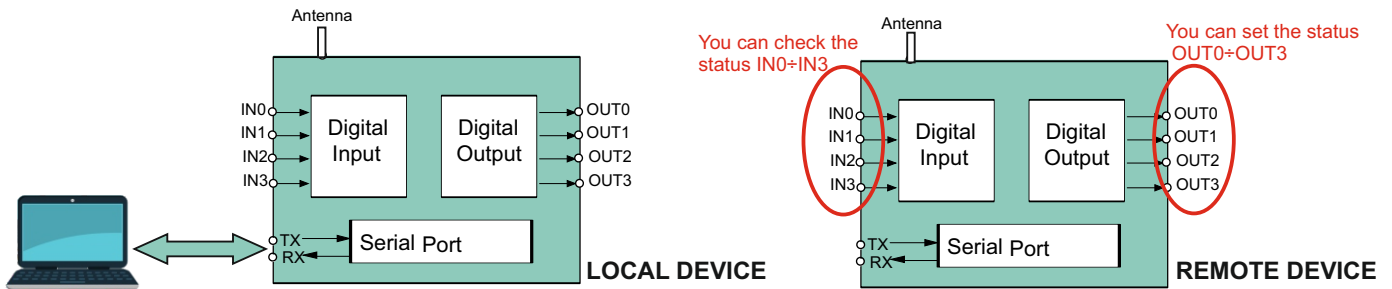 Antenna
IN0
IN1
IN2
IN3
Digital
Input
Digital
Output
OUT0
OUT1
OUT2
OUT3
TX
RX
Serial Port
LOCAL DEVICE
You can check the
status IN0÷IN3
Antenna
You can set the status
OUT0÷OUT3
IN0
IN1
IN2
IN3
Digital
Input
Digital
Output
OUT0
OUT1
OUT2
OUT3
TX
RX
Serial Port
REMOTE DEVICE